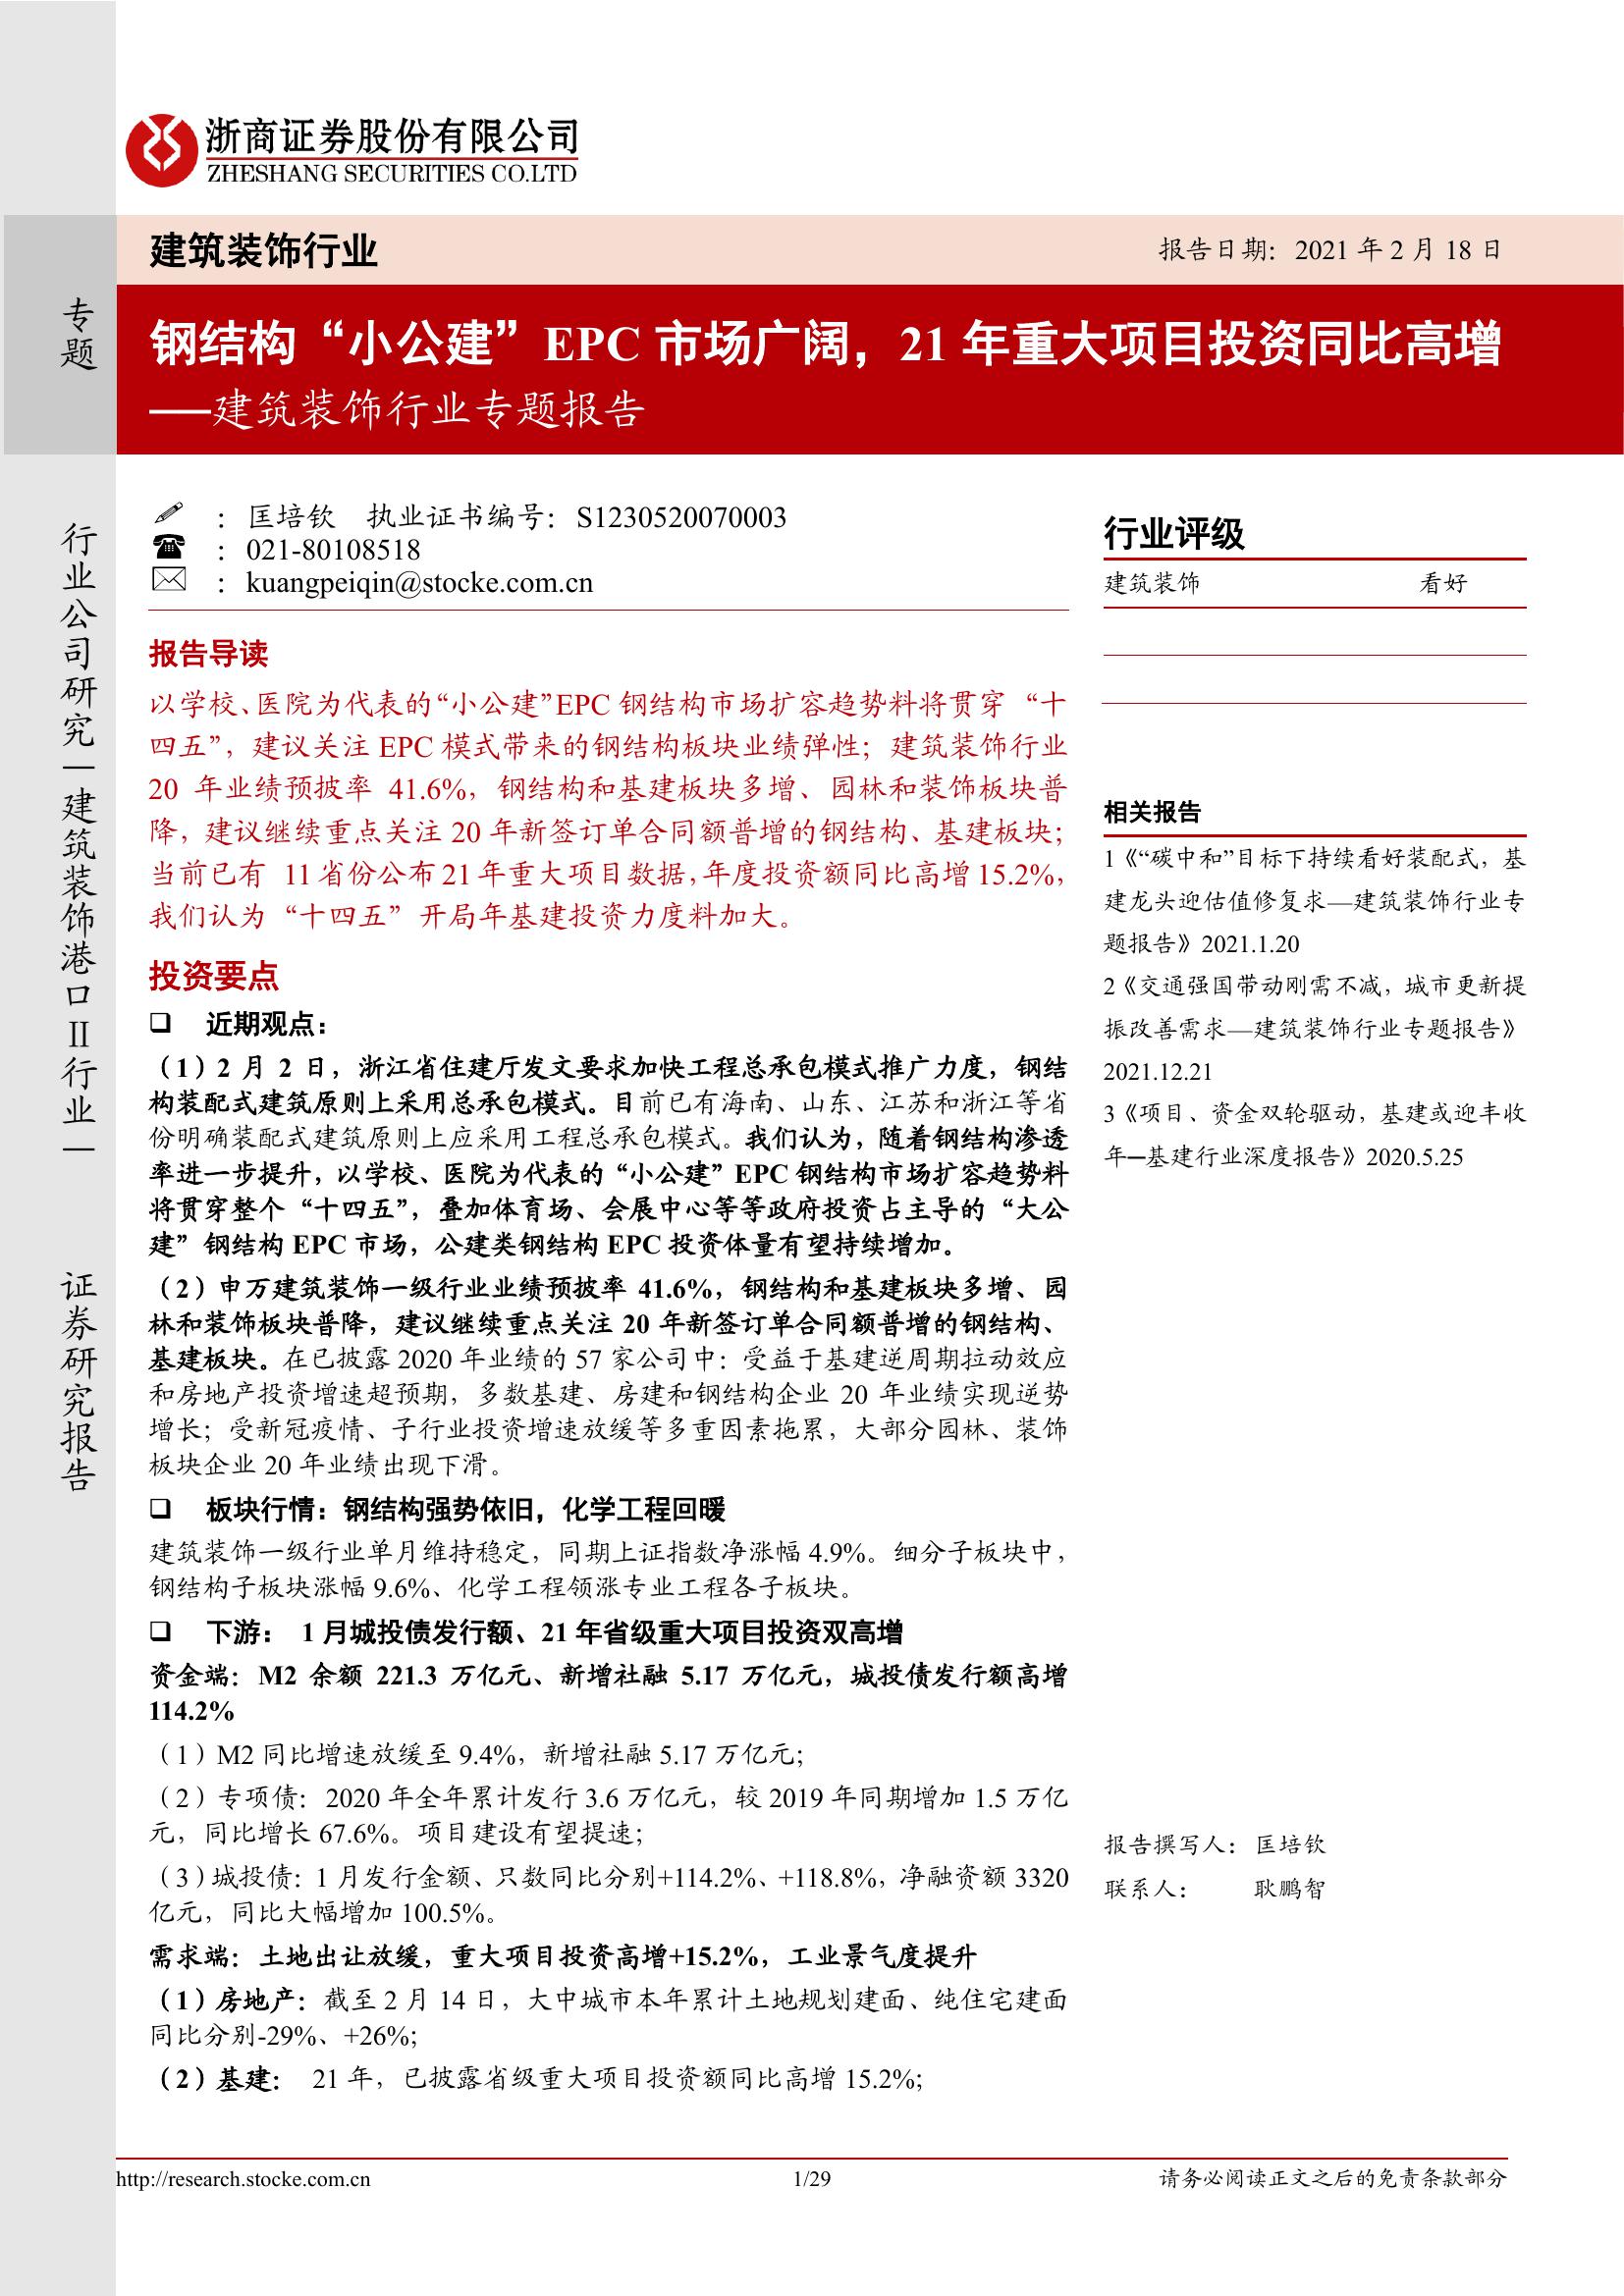 浙商证券股份有限公司
ZHESHANG SECURITIES CO.LTD
建筑装饰行业
报告日期：2021 年 2 月 18 日
专题
钢结构“小公建”EPC 市场广阔，21 年重大项目投资同比高增
——建筑装饰行业专题报告
行业公司研究｜建筑装饰港口Ⅱ行业｜
证券研究报告
： 匡培钦 执业证书编号：S1230520070003
： 021-80108518
： kuangpeiqin@stocke.com.cn
报告导读
以学校、医院为代表的“小公建”EPC 钢结构市场扩容趋势料将贯穿 “十
四五”，建议关注 EPC 模式带来的钢结构板块业绩弹性；建筑装饰行业
20 年业绩预披率 41.6%，钢结构和基建板块多增、园林和装饰板块普
降，建议继续重点关注 20 年新签订单合同额普增的钢结构、基建板块；
当前已有 11 省份公布 21 年重大项目数据，年度投资额同比高增 15.2%，
我们认为“十四五”开局年基建投资力度料加大。
投资要点
❑ 近期观点：
（1）2 月 2 日，浙江省住建厅发文要求加快工程总承包模式推广力度，钢结
构装配式建筑原则上采用总承包模式。目前已有海南、山东、江苏和浙江等省
份明确装配式建筑原则上应采用工程总承包模式。我们认为，随着钢结构渗透
率进一步提升，以学校、医院为代表的“小公建”EPC 钢结构市场扩容趋势料
将贯穿整个“十四五”，叠加体育场、会展中心等等政府投资占主导的“大公
建”钢结构 EPC 市场，公建类钢结构 EPC 投资体量有望持续增加。
（2）申万建筑装饰一级行业业绩预披率 41.6%，钢结构和基建板块多增、园
林和装饰板块普降，建议继续重点关注 20 年新签订单合同额普增的钢结构、
基建板块。在已披露 2020 年业绩的 57 家公司中：受益于基建逆周期拉动效应
和房地产投资增速超预期，多数基建、房建和钢结构企业 20 年业绩实现逆势
增长；受新冠疫情、子行业投资增速放缓等多重因素拖累，大部分园林、装饰
板块企业 20 年业绩出现下滑。
❑ 板块行情：钢结构强势依旧，化学工程回暖
建筑装饰一级行业单月维持稳定，同期上证指数净涨幅 4.9%。细分子板块中，
钢结构子板块涨幅 9.6%、化学工程领涨专业工程各子板块。
❑ 下游： 1 月城投债发行额、21 年省级重大项目投资双高增
资金端：M2 余额 221.3 万亿元、新增社融 5.17 万亿元，城投债发行额高增
114.2%
（1）M2 同比增速放缓至 9.4%，新增社融 5.17 万亿元；
（2）专项债：2020 年全年累计发行 3.6 万亿元，较 2019 年同期增加 1.5 万亿
元，同比增长 67.6%。项目建设有望提速；
（3）城投债：1 月发行金额、只数同比分别+114.2%、+118.8%，净融资额 3320
亿元，同比大幅增加 100.5%。
需求端：土地出让放缓，重大项目投资高增+15.2%，工业景气度提升
（1）房地产：截至 2 月 14 日，大中城市本年累计土地规划建面、纯住宅建面
同比分别-29%、+26%;
（2）基建： 21 年，已披露省级重大项目投资额同比高增 15.2%;
行业评级
建筑装饰 看好
相关报告
1《“碳中和”目标下持续看好装配式，基
建龙头迎估值修复求—建筑装饰行业专
题报告》2021.1.20
2《交通强国带动刚需不减，城市更新提
振改善需求—建筑装饰行业专题报告》
2021.12.21
3《项目、资金双轮驱动，基建或迎丰收
年—基建行业深度报告》2020.5.25
报告撰写人： 匡培钦
联系人： 耿鹏智
http://research.stocke.com.cn
1/29
请务必阅读正文之后的免责条款部分